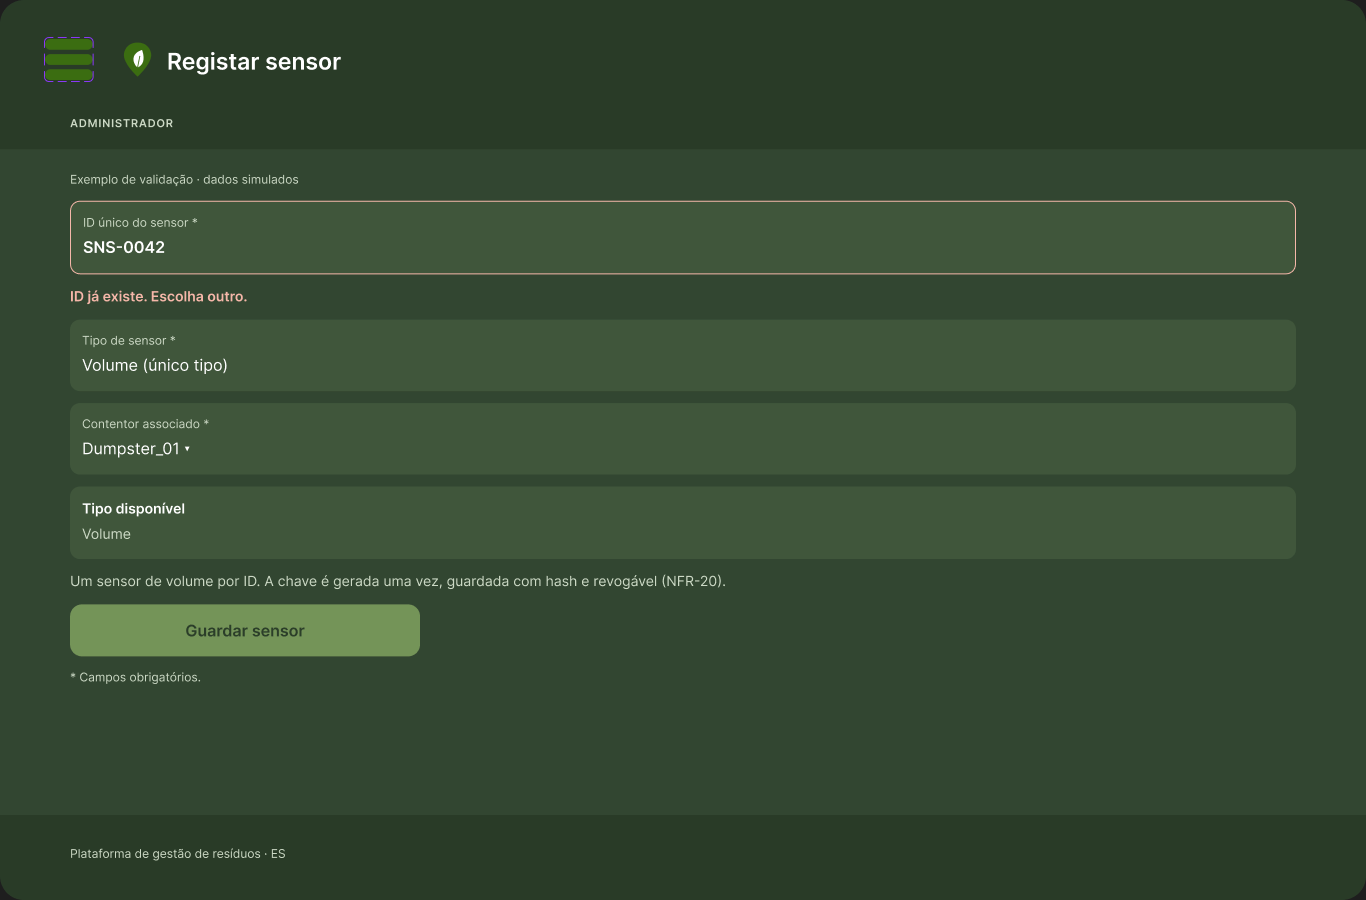 Registar sensor
ADMINISTRADOR
Exemplo de validação · dados simulados
ID único do sensor *
SNS-0042
ID já existe. Escolha outro.
Tipo de sensor *
Volume (único tipo)
Contentor associado *
Dumpster_01 ▾
Tipo disponível
Volume
Um sensor de volume por ID. A chave é gerada uma vez, guardada com hash e revogável (NFR-20).
Guardar sensor
* Campos obrigatórios.
Plataforma de gestão de resíduos · ES